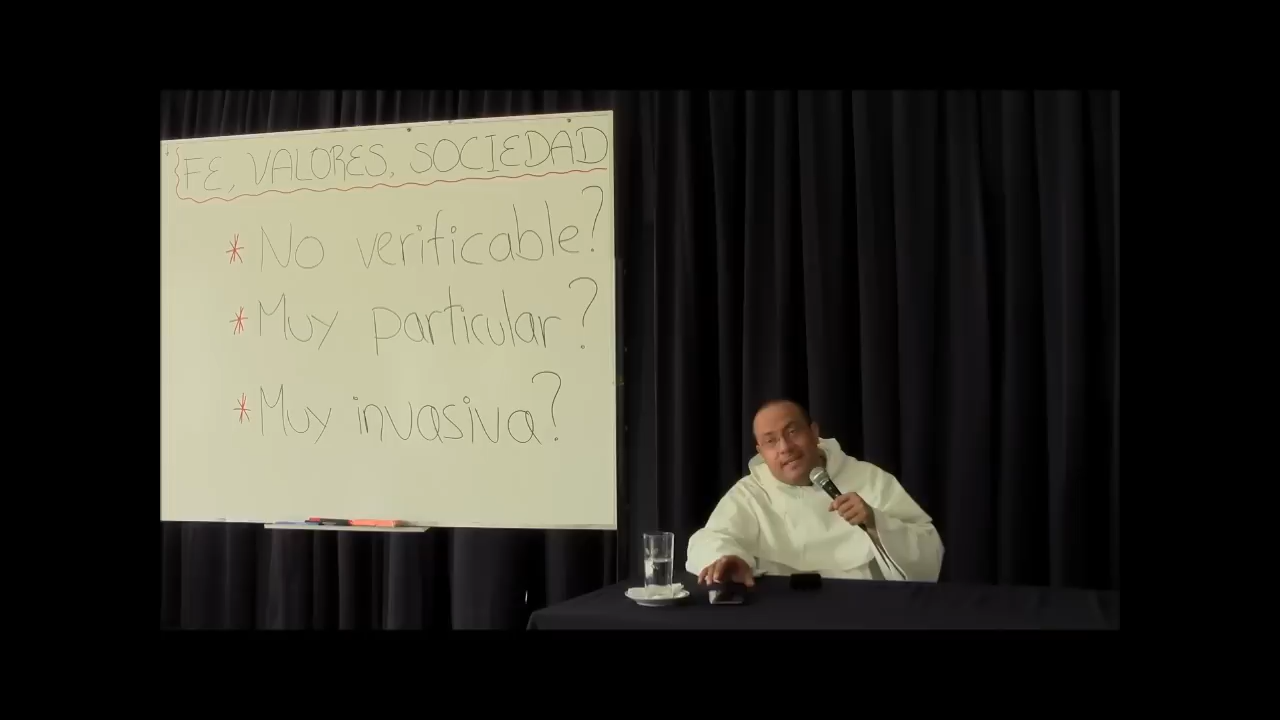 FE, VALORES, SOCIEDAD
* No verificable?
* Muy particular?
* Muy invasiva?